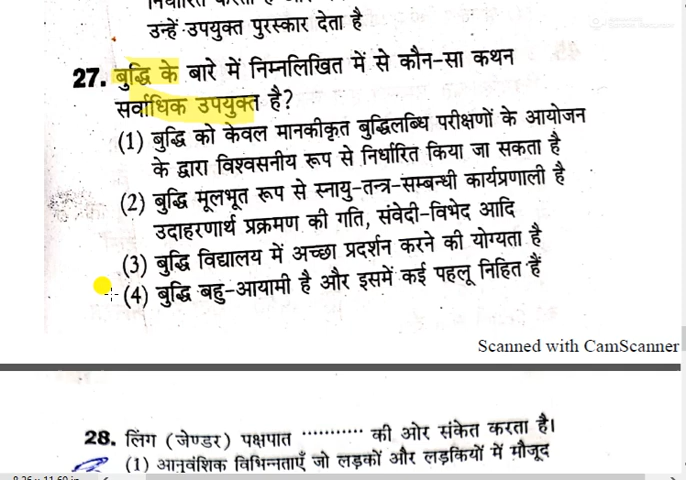 उन्हें उपयुक्त पुरस्कार देता है
27. बुद्धि के बारे में निम्नलिखित में से कौन-सा कथन
सर्वाधिक उपयुक्त है?
(1) बुद्धि को केवल मानकीकृत बुद्धिलब्धि परीक्षणों के आयोजन
के द्वारा विश्वसनीय रूप से निर्धारित किया जा सकता है
(2) बुद्धि मूलभूत रूप से स्नायु-तन्त्र-सम्बन्धी कार्यप्रणाली है
उदाहरणार्थ प्रक्रमण की गति, संवेदी-विभेद आदि
(3) बुद्धि विद्यालय में अच्छा प्रदर्शन करने की योग्यता है
(4) बुद्धि बहु-आयामी है और इसमें कई पहलू निहित हैं
Scanned with CamScanner
28. लिंग (जेण्डर) पक्षपात ............ की ओर संकेत करता है।
(1) आनुवंशिक विभिन्नताएँ जो लड़कों और लड़कियों में मौजूद